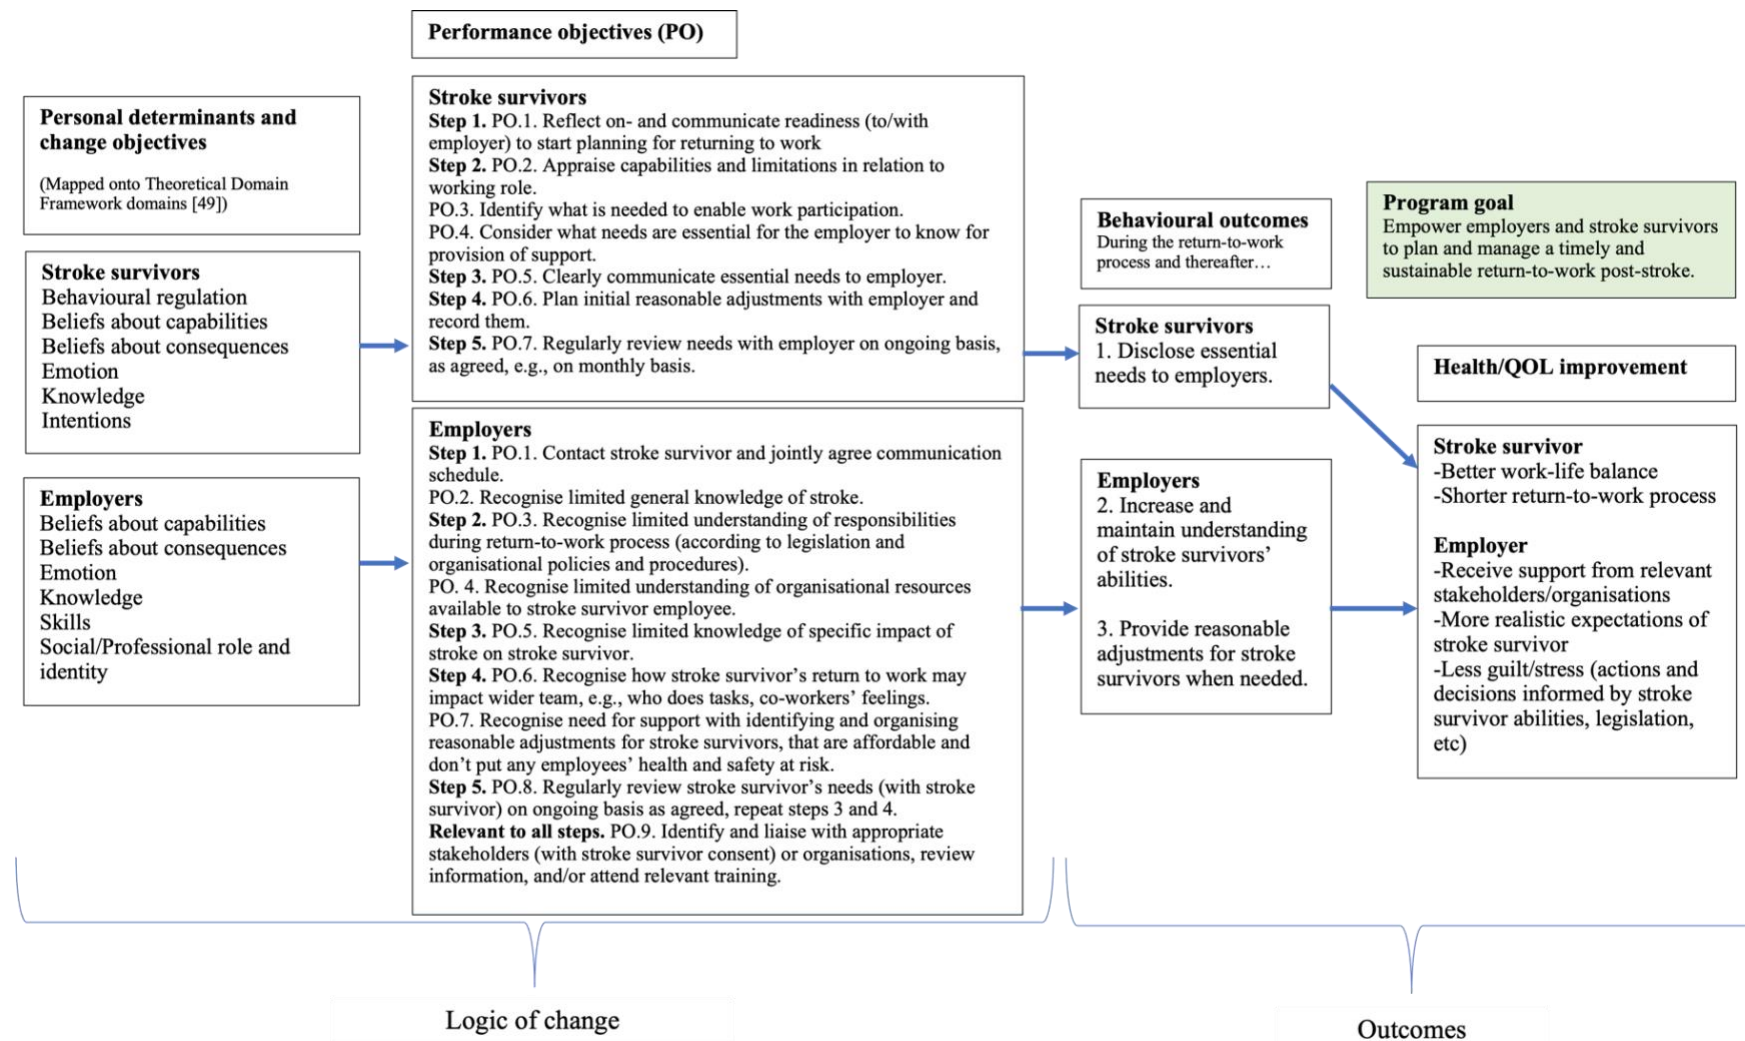 Performance objectives (PO)
Personal determinants and
change objectives
(Mapped onto Theoretical Domain
Framework domains [49])
Stroke survivors
Behavioural regulation
Beliefs about capabilities
Beliefs about consequences
Emotion
Knowledge
Intentions
Employers
Beliefs about capabilities
Beliefs about consequences
Emotion
Knowledge
Skills
Social/Professional role and
identity
Stroke survivors
Step 1. PO.1. Reflect on- and communicate readiness (to/with
employer) to start planning for returning to work
Step 2. PO.2. Appraise capabilities and limitations in relation to
working role.
PO.3. Identify what is needed to enable work participation.
PO.4. Consider what needs are essential for the employer to know for
provision of support.
Step 3. PO.5. Clearly communicate essential needs to employer.
Step 4. PO.6. Plan initial reasonable adjustments with employer and
record them.
Step 5. PO.7. Regularly review needs with employer on ongoing basis,
as agreed, e.g., on monthly basis.
Employers
Step 1. PO.1. Contact stroke survivor and jointly agree communication
schedule.
PO.2. Recognise limited general knowledge of stroke.
Step 2. PO.3. Recognise limited understanding of responsibilities
during return-to-work process (according to legislation and
organisational policies and procedures).
PO. 4. Recognise limited understanding of organisational resources
available to stroke survivor employee.
Step 3. PO.5. Recognise limited knowledge of specific impact of
stroke on stroke survivor.
Step 4. PO.6. Recognise how stroke survivor’s return to work may
impact wider team, e.g., who does tasks, co-workers’ feelings.
PO.7. Recognise need for support with identifying and organising
reasonable adjustments for stroke survivors, that are affordable and
don’t put any employees’ health and safety at risk.
Step 5. PO.8. Regularly review stroke survivor’s needs (with stroke
survivor) on ongoing basis as agreed, repeat steps 3 and 4.
Relevant to all steps. PO.9. Identify and liaise with appropriate
stakeholders (with stroke survivor consent) or organisations, review
information, and/or attend relevant training.
Behavioural outcomes
During the return-to-work
process and thereafter…
Stroke survivors
1. Disclose essential
needs to employers.
Employers
2. Increase and
maintain understanding
of stroke survivors’
abilities.
3. Provide reasonable
adjustments for stroke
survivors when needed.
Program goal
Empower employers and stroke survivors
to plan and manage a timely and
sustainable return-to-work post-stroke.
Health/QOL improvement
Stroke survivor
-Better work-life balance
-Shorter return-to-work process
Employer
-Receive support from relevant
stakeholders/organisations
-More realistic expectations of
stroke survivor
-Less guilt/stress (actions and
decisions informed by stroke
survivor abilities, legislation,
etc)
Logic of change
Outcomes